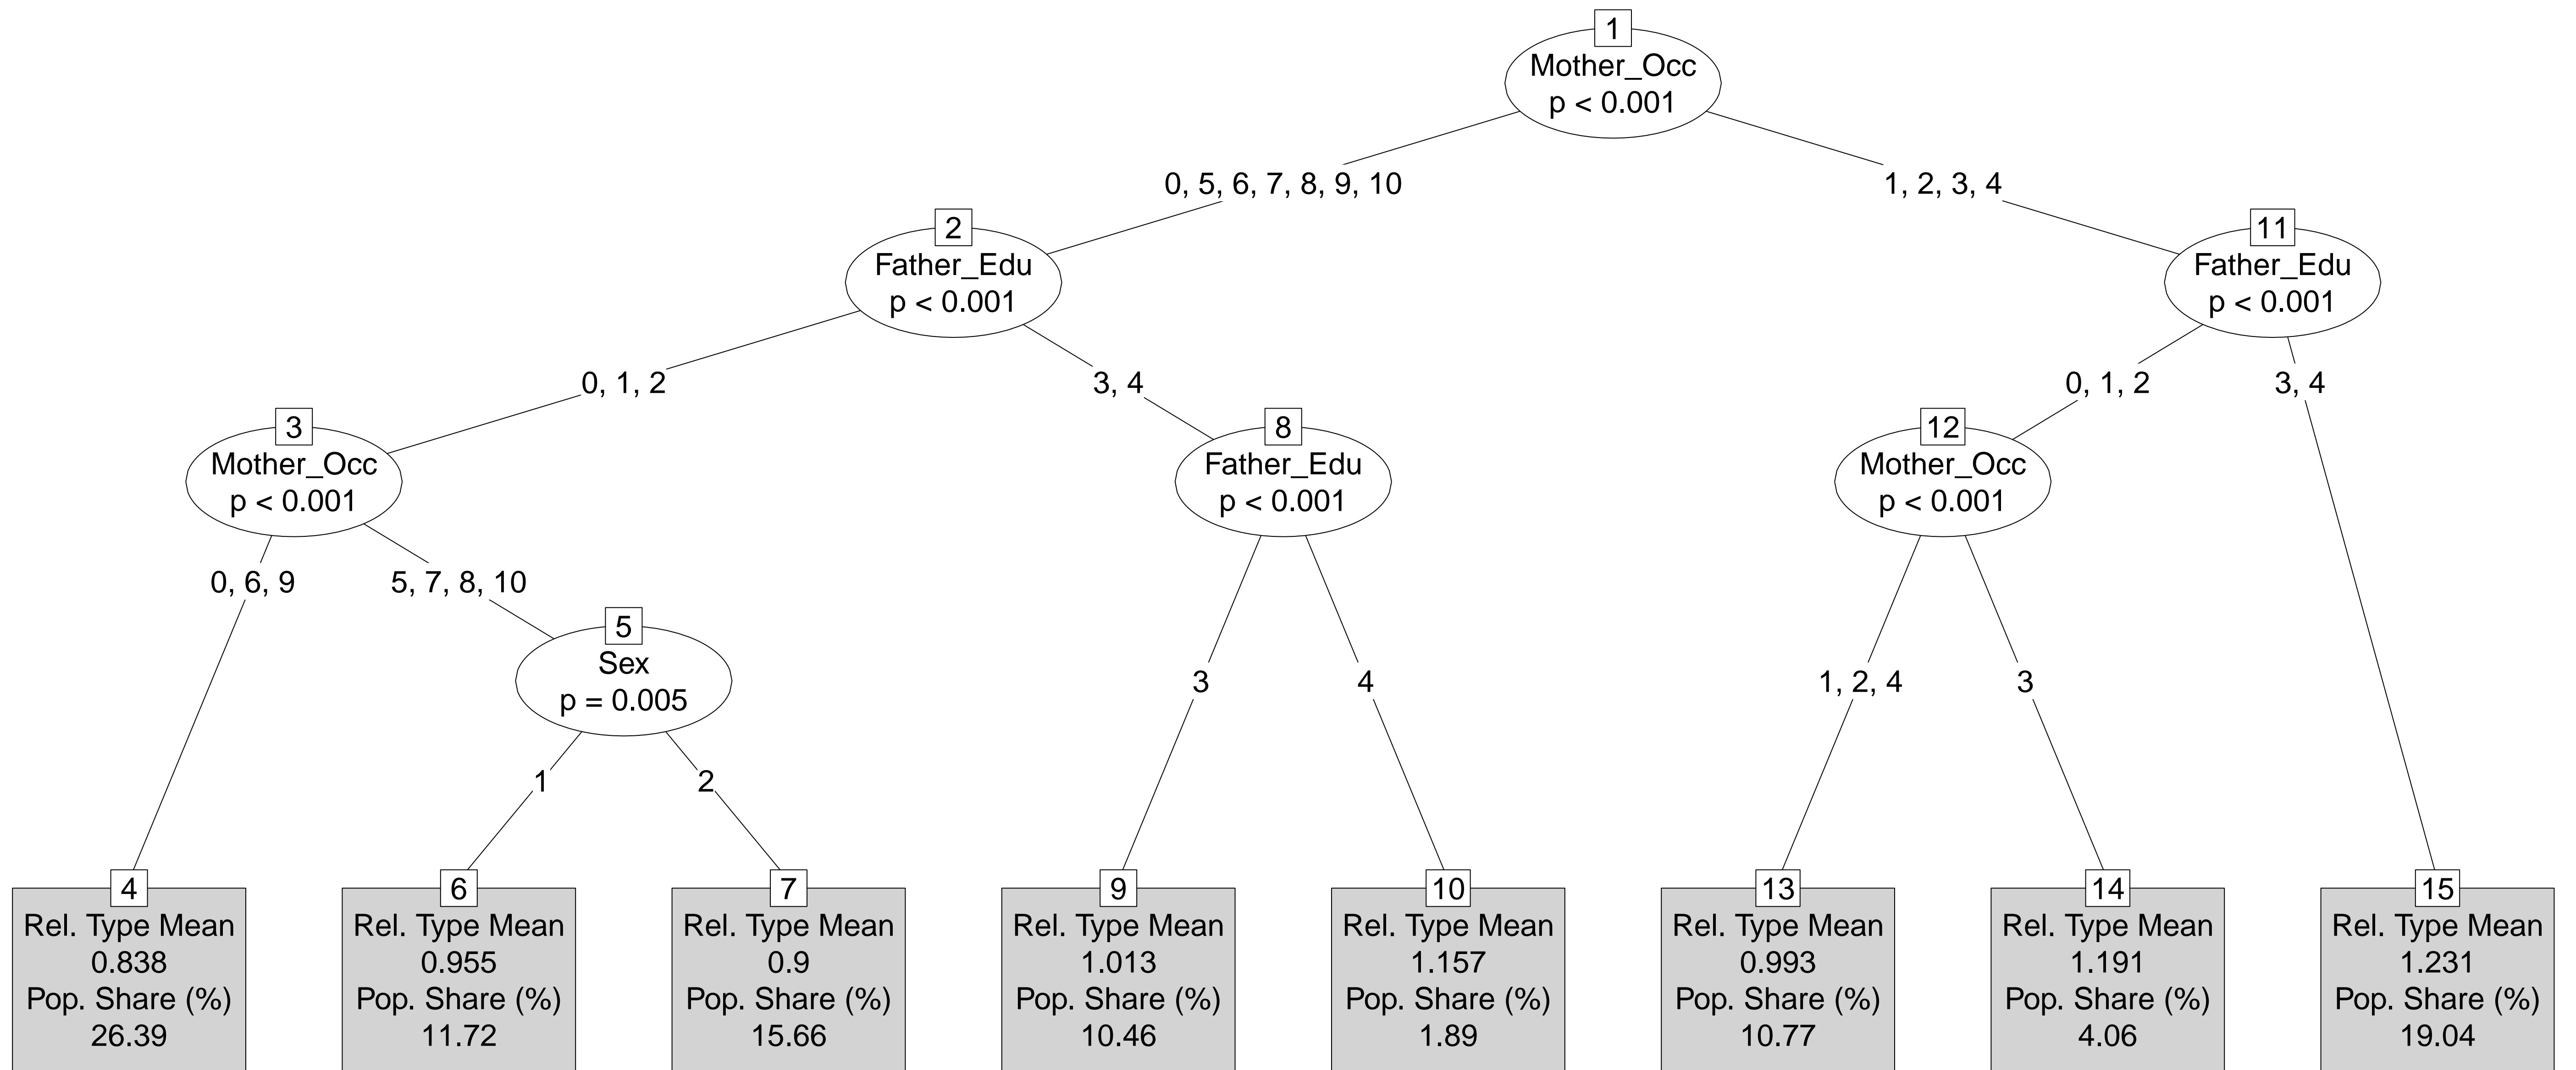 1
Mother_Occ
p < 0.001
0, 5, 6, 7, 8, 9, 10
1, 2, 3, 4
2
Father_Edu
p < 0.001
11
Father_Edu
p < 0.001
0, 1, 2
3, 4
0, 1, 2
3, 4
3
Mother_Occ
p < 0.001
8
Father_Edu
p < 0.001
12
Mother_Occ
p < 0.001
0, 6, 9
5, 7, 8, 10
5
Sex
p = 0.005
3
4
1, 2, 4
3
1
2
4
Rel. Type Mean
0.838
Pop. Share (%)
26.39
6
Rel. Type Mean
0.955
Pop. Share (%)
11.72
7
Rel. Type Mean
0.9
Pop. Share (%)
15.66
9
Rel. Type Mean
1.013
Pop. Share (%)
10.46
10
Rel. Type Mean
1.157
Pop. Share (%)
1.89
13
Rel. Type Mean
0.993
Pop. Share (%)
10.77
14
Rel. Type Mean
1.191
Pop. Share (%)
4.06
15
Rel. Type Mean
1.231
Pop. Share (%)
19.04